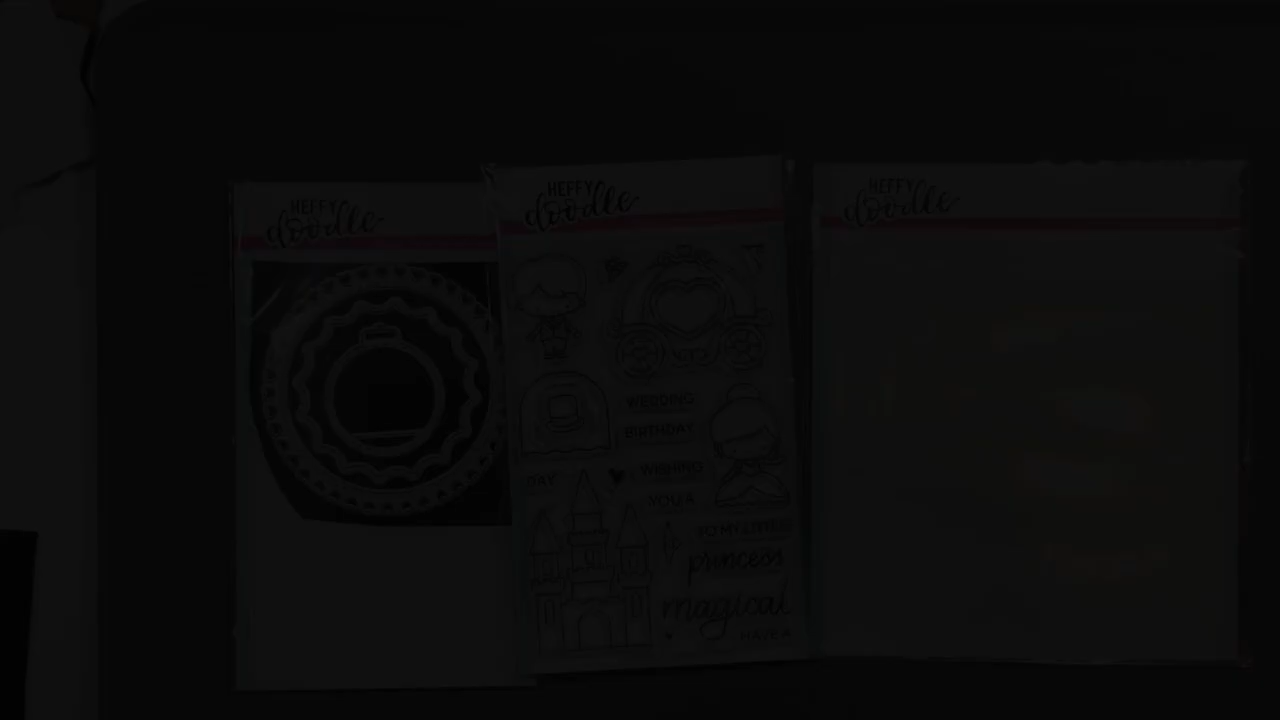 HEFFY
doodle
HEFFY
doodle
HEFFY
doodle
WEDDING
BIRTHDAY
DAY
WISHING
YOU A
TO MY LITTLE
princess
magical
HAVE A